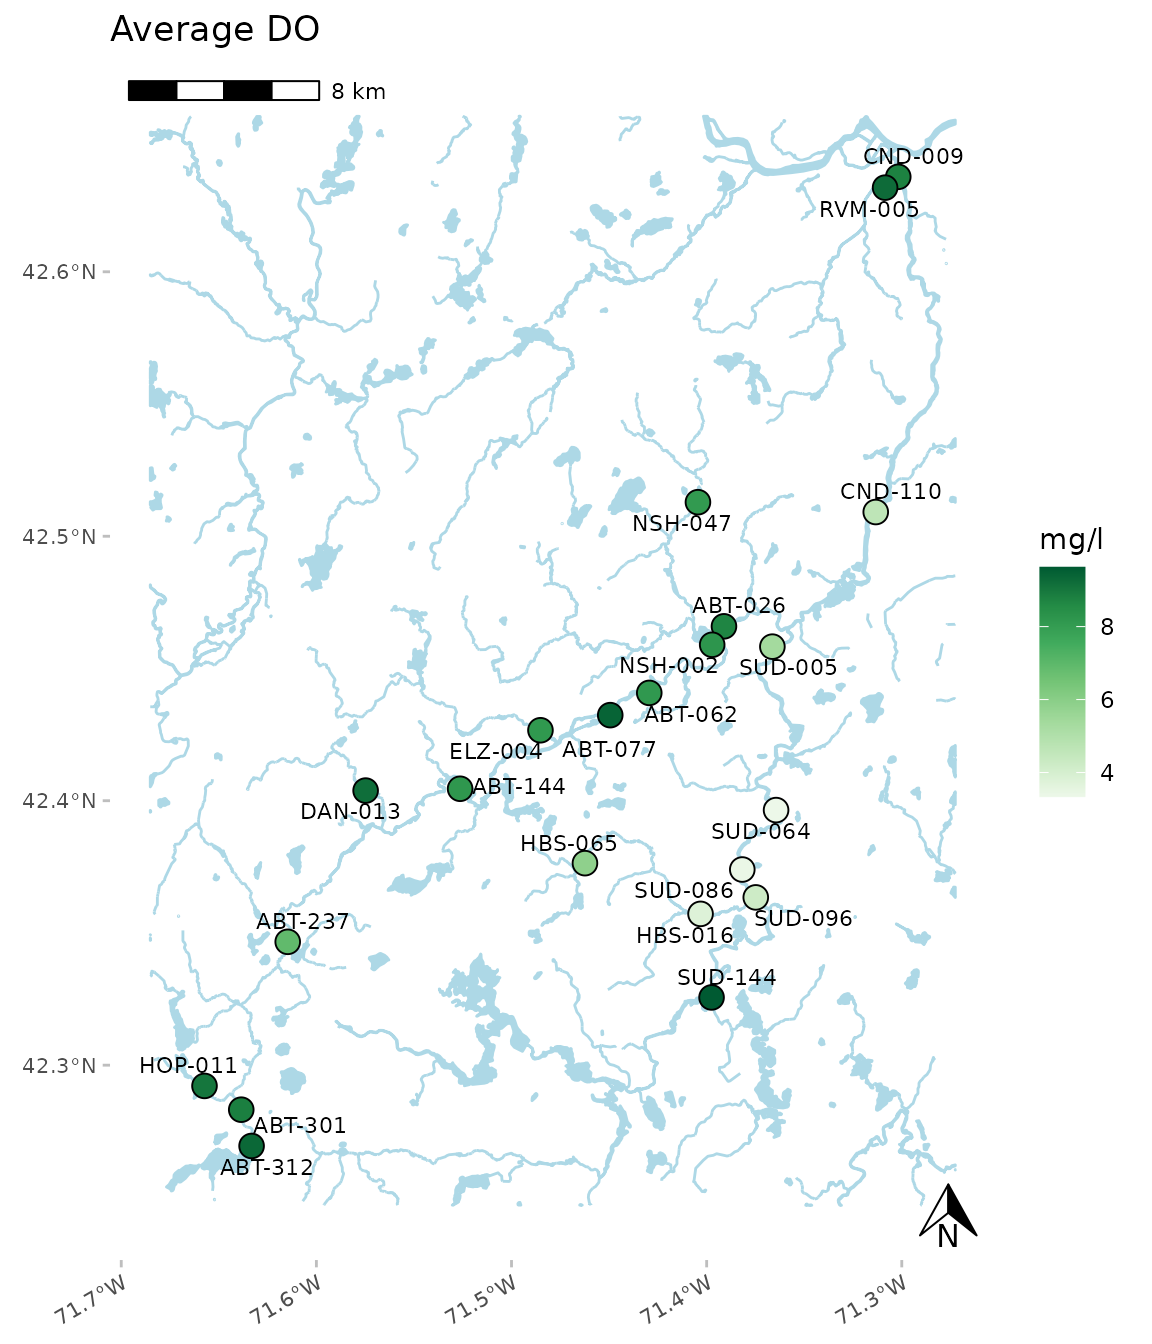 Average DO
8 km
CND-009
RVM-005
42.6°N
CND-110
NSH-047
42.5°N
mg/l
ABT-026
8
NSH-002
SUD-005
6
ABT-062
ELZ-004
ABT-077
4
ABT-144
42.4°N
DAN-013
SUD-064
HBS-065
SUD-086
SUD-096
ABT-237
HBS-016
SUD-144
42.3°N
HOP-011
ABT-301
ABT-312
N
71.7°W
71.6°W
71.5°W
71.4°W
71.3°W